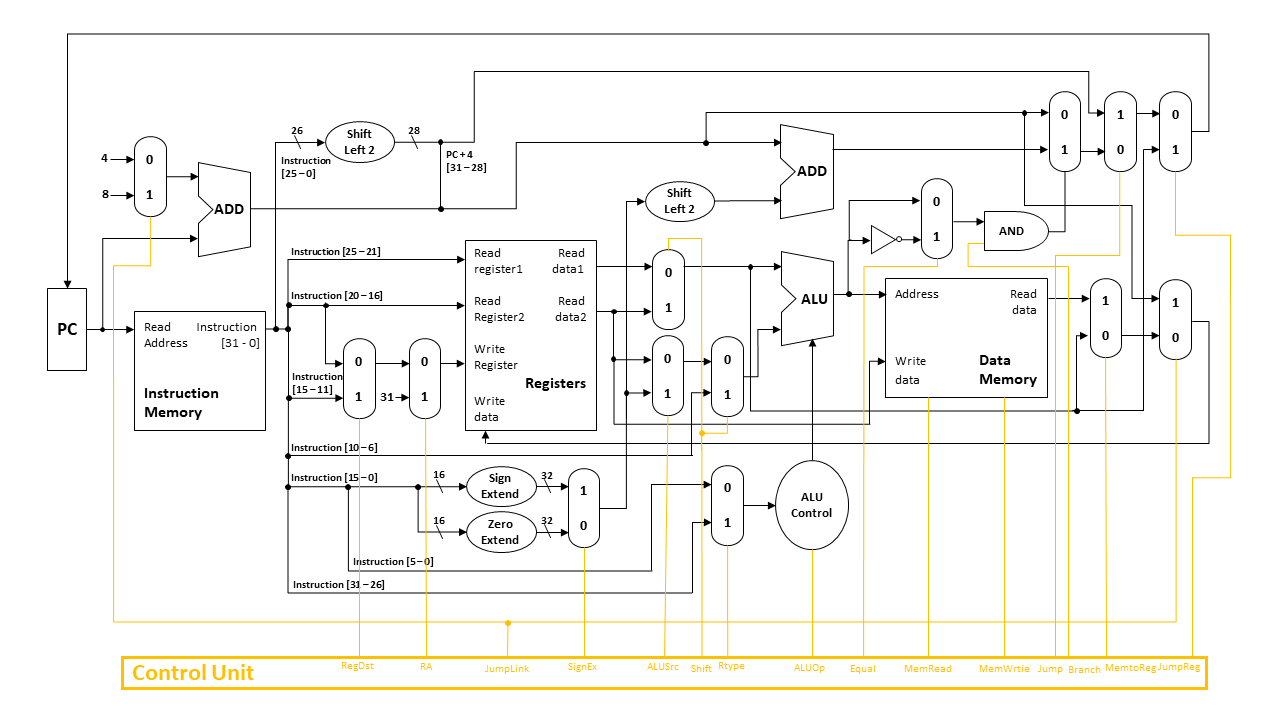 26
28
Shift
Left 2
Instruction
[25 – 0]
PC + 4
[31 – 28]
4
8
0
1
ADD
ADD
Shift
Left 2
0
1
1
0
0
1
0
1
AND
PC
Read
Address
Instruction
[31 - 0]
Instruction
Memory
Instruction [25 – 21]
Instruction [20 – 16]
Instruction
[15 – 11]
0
1
31
0
1
Read
register1
Read
data1
Read
Register2
Read
data2
Write
Register
Registers
Write
data
0
1
0
1
0
1
ALU
Address
Read
data
Write
data
Data
Memory
1
0
1
0
Instruction [10 – 6]
Instruction [15 – 0]
16
Sign
Extend
32
16
Zero
Extend
32
1
0
0
1
ALU
Control
Instruction [5 – 0]
Instruction [31 – 26]
Control Unit
RegDst
RA
JumpLink
SignEx
ALUSrc
Shift
Rtype
ALUOp
Equal
MemRead
MemWrtie
Jump
Branch
MemtoReg
JumpReg